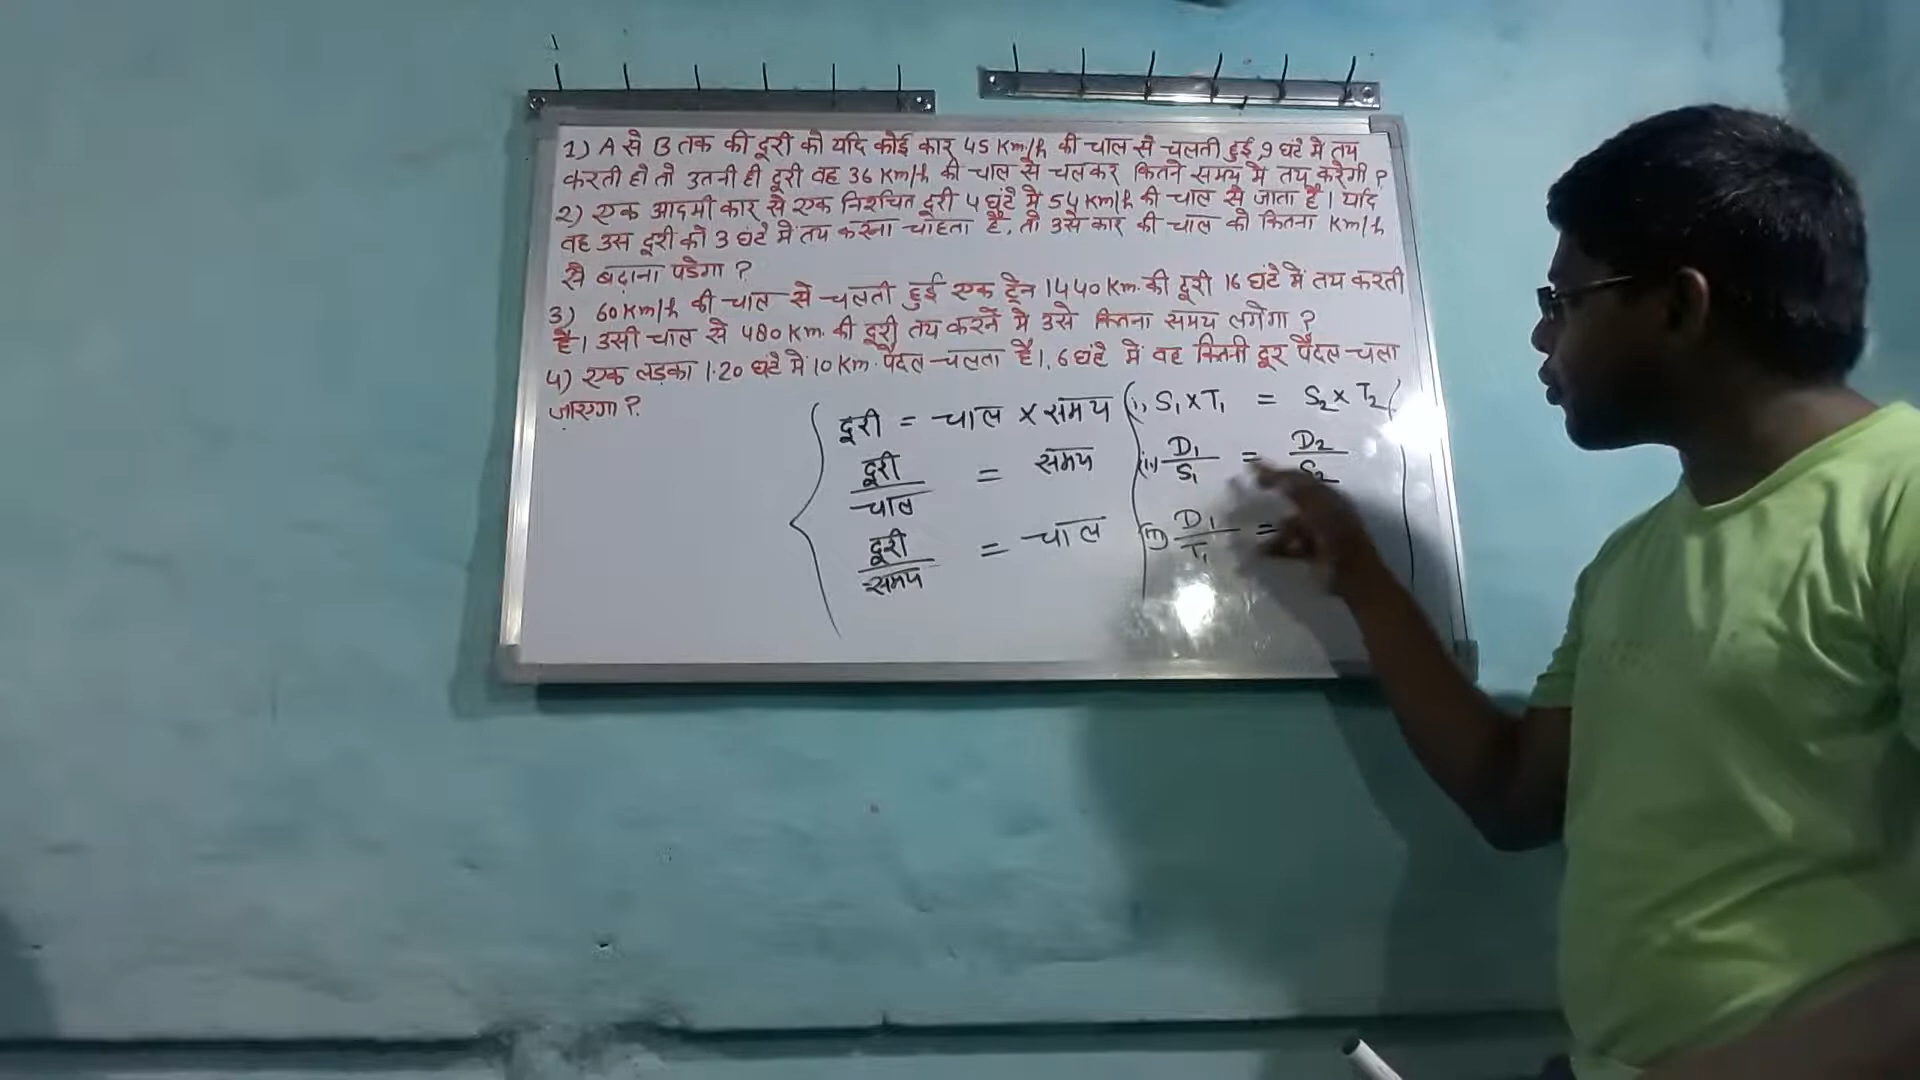 1) A से B तक की दूरी को यदि कोई कार 45 Km/h की चाल से चलती हुई 9 घंटे मे तय
करती हो तो उतनी ही दूरी वह 36 Km/h की चाल से चलकर कितने समय मे तय करेगी ?
2) एक आदमी कार से एक निश्चित दूरी 4 घंटे मे 54 Km/h की चाल से जाता है। यदि
वह उस दूरी को 3 घंटे मे तय करना चाहता है, तो उसे कार की चाल को कितना Km/h
से बढ़ाना पडेगा ?
3) 60 Km/h की चाल से चलती हुई एक ट्रेन 1440 Km. की दूरी 16 घंटे में तय करती
है। उसी चाल से 480 Km. की दूरी तय करने मे उसे कितना समय लगेगा ?
4) एक लड़का 1.20 घंटे में 10 Km. पैदल चलता है। 6 घंटे में वह कितनी दूर पैदल चला
जाएगा ?
दूरी = चाल × समय
दूरी / चाल = समय
दूरी / समय = चाल
(i) S₁ × T₁ = S₂ × T₂
(ii) D₁ / S₁ = D₂ / S₂
(iii) D₁ / T₁ =